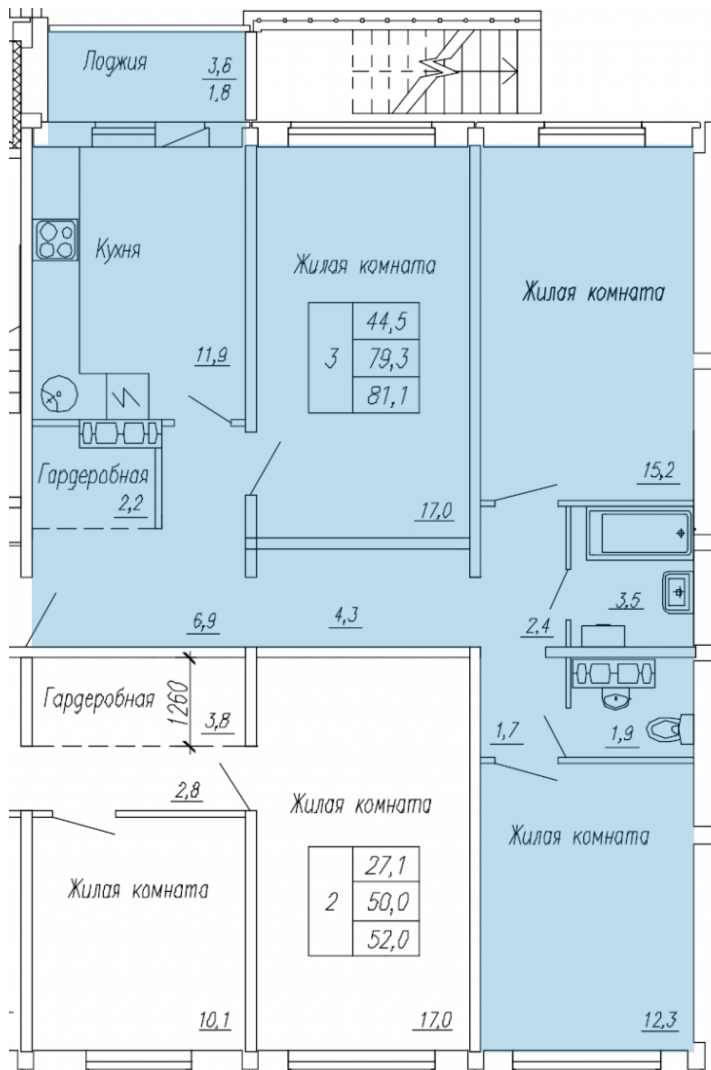 Лоджия
3,6
1,8
Кухня
11,9
Жилая комната
3
44,5
79,3
81,1
17,0
Жилая комната
15,2
Гардеробная
2,2
6,9
4,3
2,4
3,5
Гардеробная
1260
3,8
2,8
1,7
1,9
Жилая комната
2
27,1
50,0
52,0
17,0
Жилая комната
12,3
Жилая комната
10,1